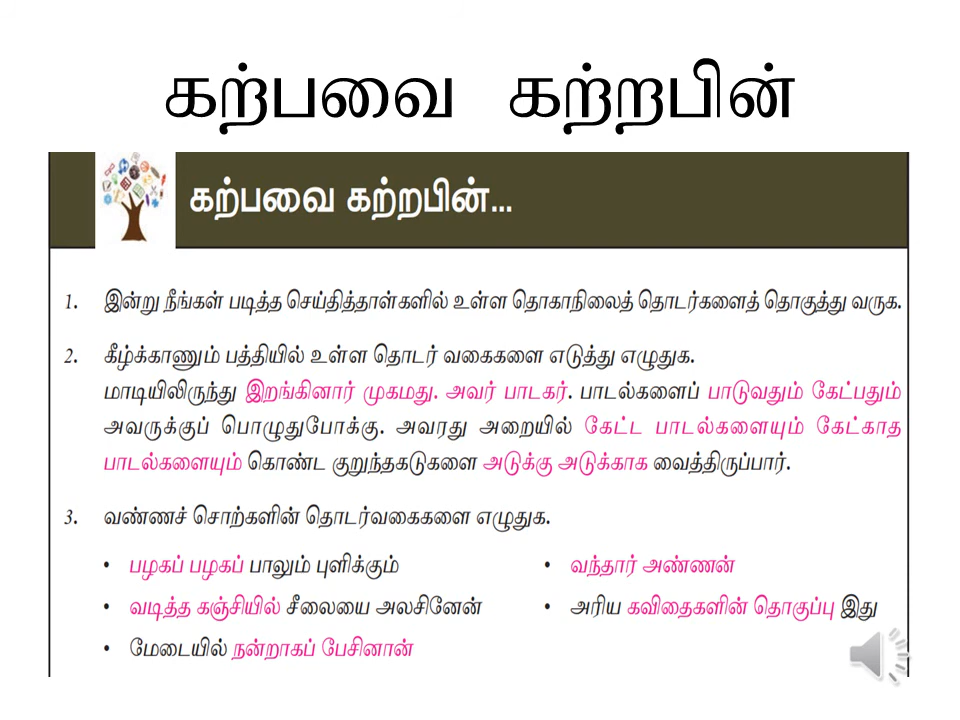 கற்பவை கற்றபின்
கற்பவை கற்றபின்...
1. இன்று நீங்கள் படித்த செய்தித்தாள்களில் உள்ள தொகாநிலைத் தொடர்களைத் தொகுத்து வருக.
2. கீழ்க்காணும் பத்தியில் உள்ள தொடர் வகைகளை எடுத்து எழுதுக.
மாடியிலிருந்து இறங்கினார் முகமது. அவர் பாடகர். பாடல்களைப் பாடுவதும் கேட்பதும்
அவருக்குப் பொழுதுபோக்கு. அவரது அறையில் கேட்ட பாடல்களையும் கேட்காத
பாடல்களையும் கொண்ட குறுந்தகடுகளை அடுக்கு அடுக்காக வைத்திருப்பார்.
3. வண்ணச் சொற்களின் தொடர்வகைகளை எழுதுக.
• பழகப் பழகப் பாலும் புளிக்கும்
• வடித்த கஞ்சியில் சீலையை அலசினேன்
• மேடையில் நன்றாகப் பேசினான்
• வந்தார் அண்ணன்
• அரிய கவிதைகளின் தொகுப்பு இது